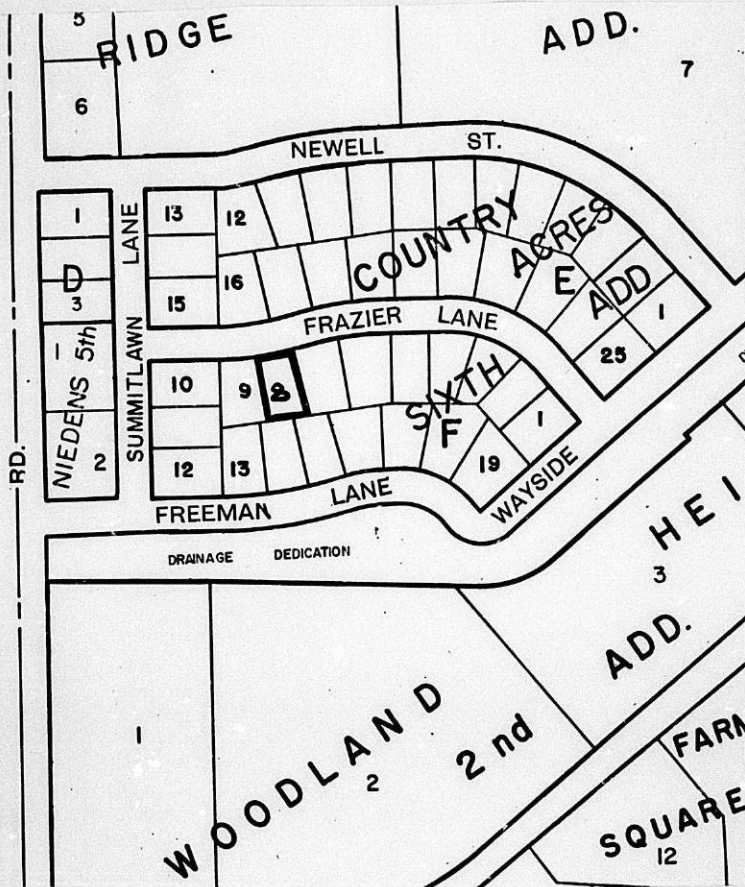 5
RIDGE
ADD.
7
6
NEWELL ST.
1
13
12
LANE
COUNTRY
ACRES
D
3
15
16
E
ADD
1
FRAZIER LANE
25
1
NIEDENS 5th
2
SUMMITLAWN
10
9
8
SIXTH
F
1
12
13
19
RD.
WAYSIDE
FREEMAN LANE
DRAINAGE DEDICATION
HEI
3
ADD.
1
WOODLAND
2
2nd
FARM
SQUARE
12